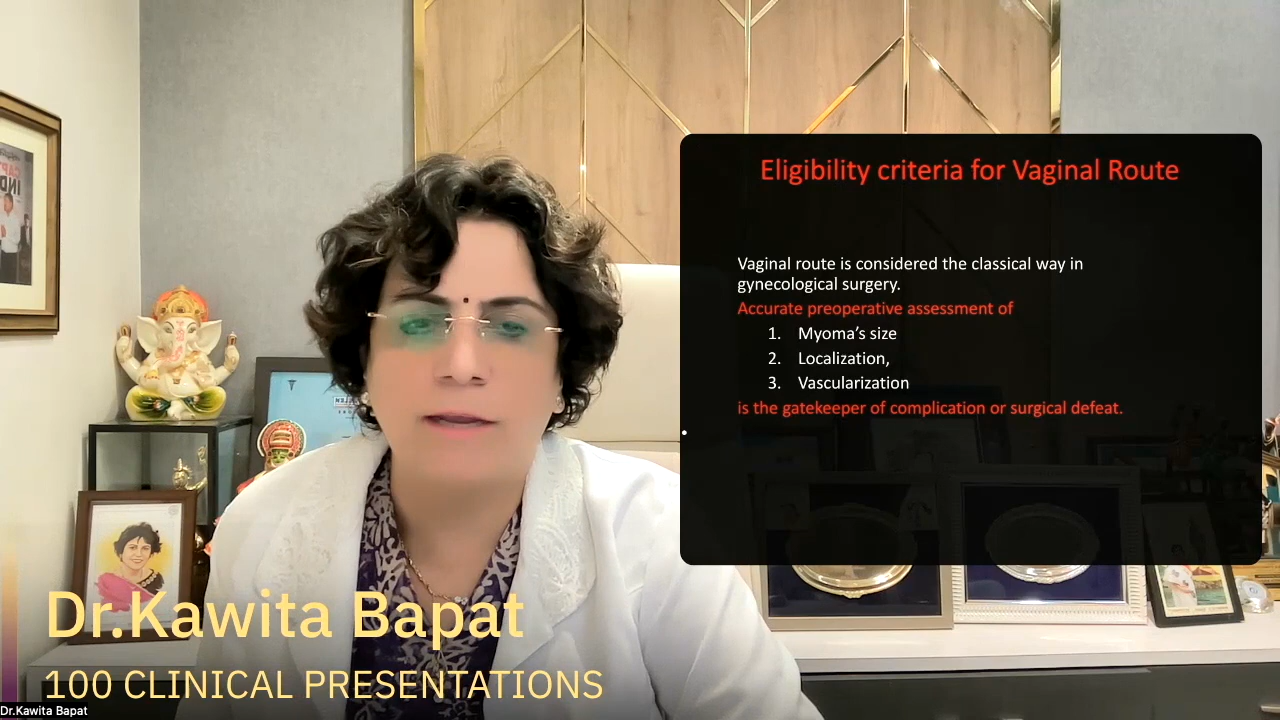 Eligibility criteria for Vaginal Route
Vaginal route is considered the classical way in
gynecological surgery.
Accurate preoperative assessment of
1. Myoma’s size
2. Localization,
3. Vascularization
is the gatekeeper of complication or surgical defeat.
Dr.Kawita Bapat
100 CLINICAL PRESENTATIONS
Dr.Kawita Bapat